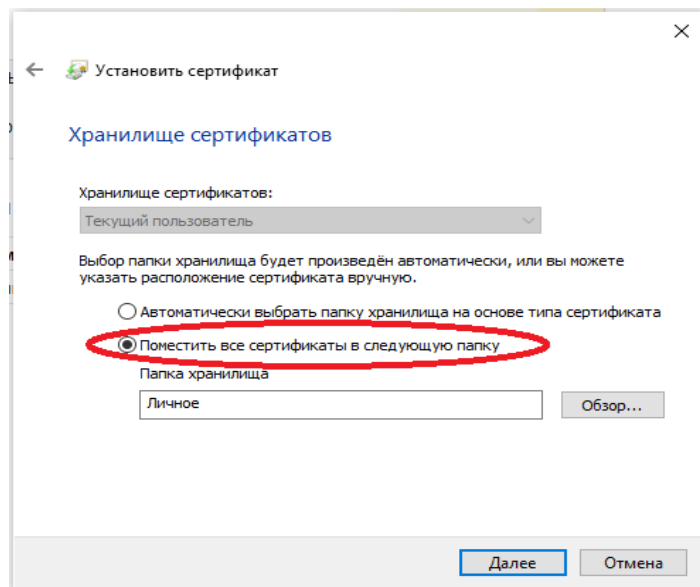 Установить сертификат
Хранилище сертификатов
Хранилище сертификатов:
Текущий пользователь
Выбор папки хранилища будет произведён автоматически, или вы можете
указать расположение сертификата вручную.
Автоматически выбрать папку хранилища на основе типа сертификата
Поместить все сертификаты в следующую папку
Папка хранилища
Личное
Обзор...
Далее
Отмена